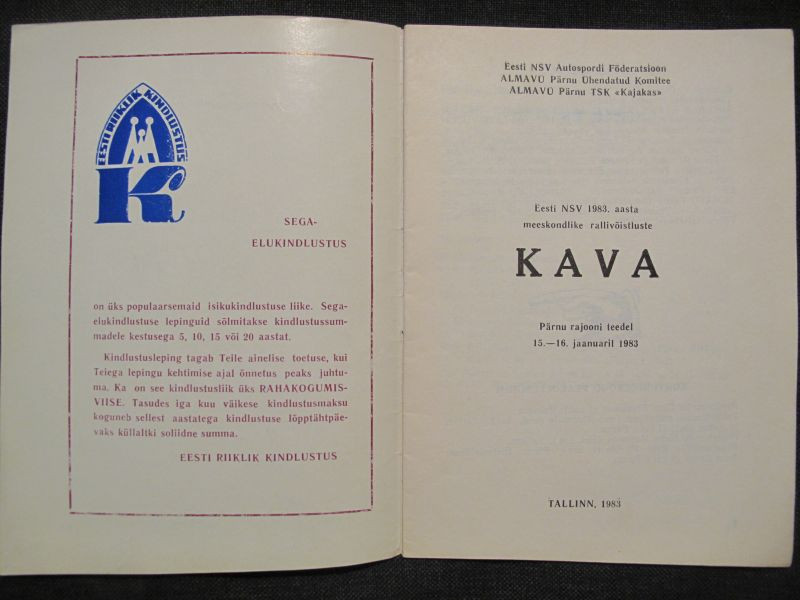 EESTI RIIKLIK KINDLUSTUS
K
SEGA-
ELUKINDLUSTUS
on üks populaarsemaid isikukindlustuse liike. Sega-
elukindlustuse lepinguid sõlmitakse kindlustussum-
madele kestusega 5, 10, 15 või 20 aastat.
Kindlustusleping tagab Teile ainelise toetuse, kui
Teiega lepingu kehtimise ajal õnnetus peaks juhtu-
ma. Ka on see kindlustusliik üks RAHAKOGUMIS-
VIISE. Tasudes iga kuu väikese kindlustusmaksu
koguneb sellest aastatega kindlustuse lõpptähtpäe-
vaks küllaltki soliidne summa.
EESTI RIIKLIK KINDLUSTUS
Eesti NSV Autospordi Föderatsioon
ALMAVÜ Pärnu Ühendatud Komitee
ALMAVÜ Pärnu TSK «Kajakas»
Eesti NSV 1983. aasta
meeskondlike rallivõistluste
KAVA
Pärnu rajooni teedel
15.—16. jaanuaril 1983
TALLINN, 1983